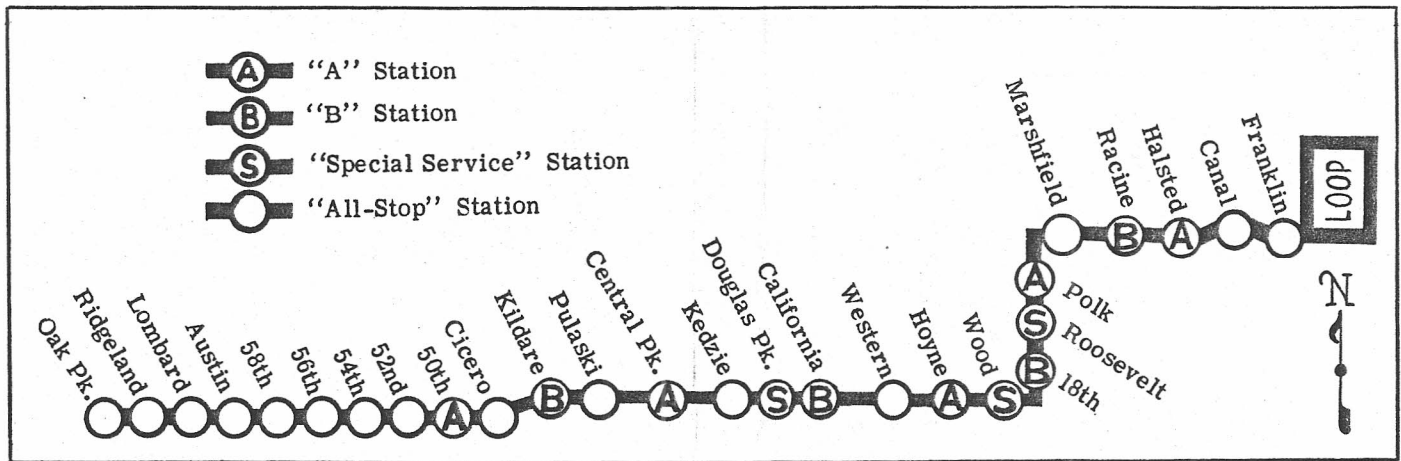 A "A" Station
B "B" Station
S "Special Service" Station
"All-Stop" Station
Oak Pk.
Ridgeland
Lombard
Austin
58th
56th
54th
52nd
50th
Cicero
Kildare
Pulaski
Central Pk.
Kedzie
Douglas Pk.
California
Western
Hoyne
Wood
18th
Roosevelt
Polk
Marshfield
Racine
Halsted
Canal
Franklin
LOOP
N
A
B
A
S
B
A
S
B
S
A
B
A